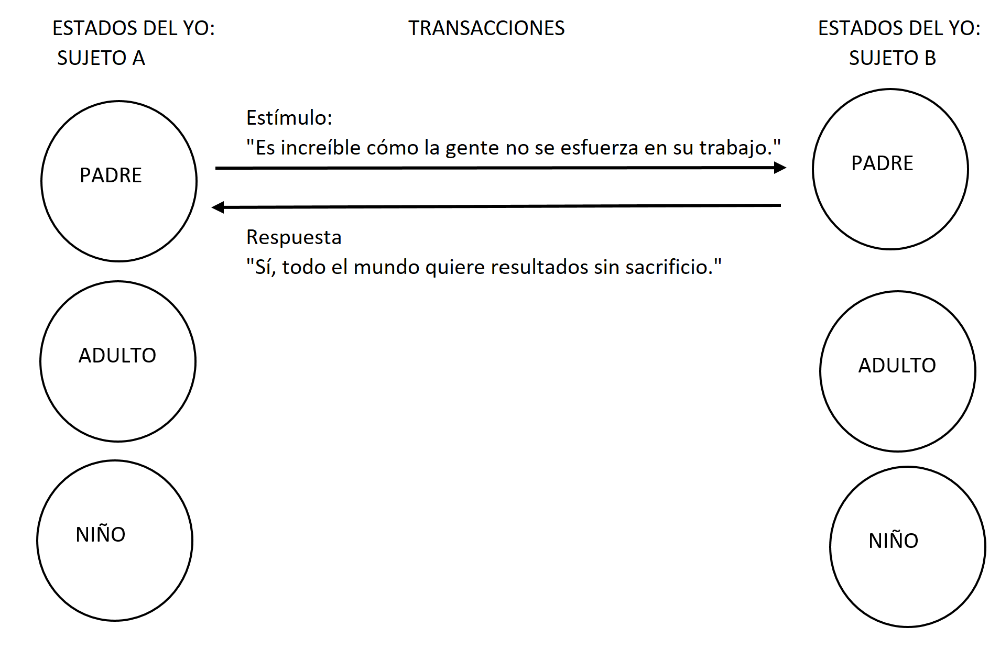 ESTADOS DEL YO:
SUJETO A
TRANSACCIONES
ESTADOS DEL YO:
SUJETO B
Estímulo:
"Es increíble cómo la gente no se esfuerza en su trabajo."
PADRE
PADRE
Respuesta
"Sí, todo el mundo quiere resultados sin sacrificio."
ADULTO
ADULTO
NIÑO
NIÑO